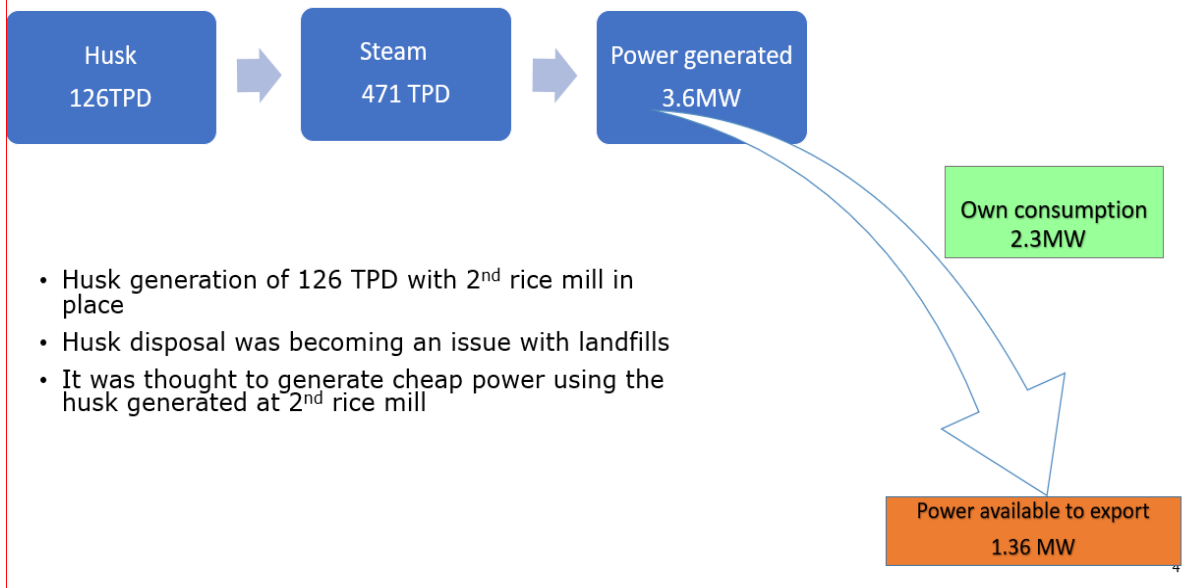 Husk
126TPD
Steam
471 TPD
Power generated
3.6MW
Own consumption
2.3MW
• Husk generation of 126 TPD with 2nd rice mill in
place
• Husk disposal was becoming an issue with landfills
• It was thought to generate cheap power using the
husk generated at 2nd rice mill
Power available to export
1.36 MW
4